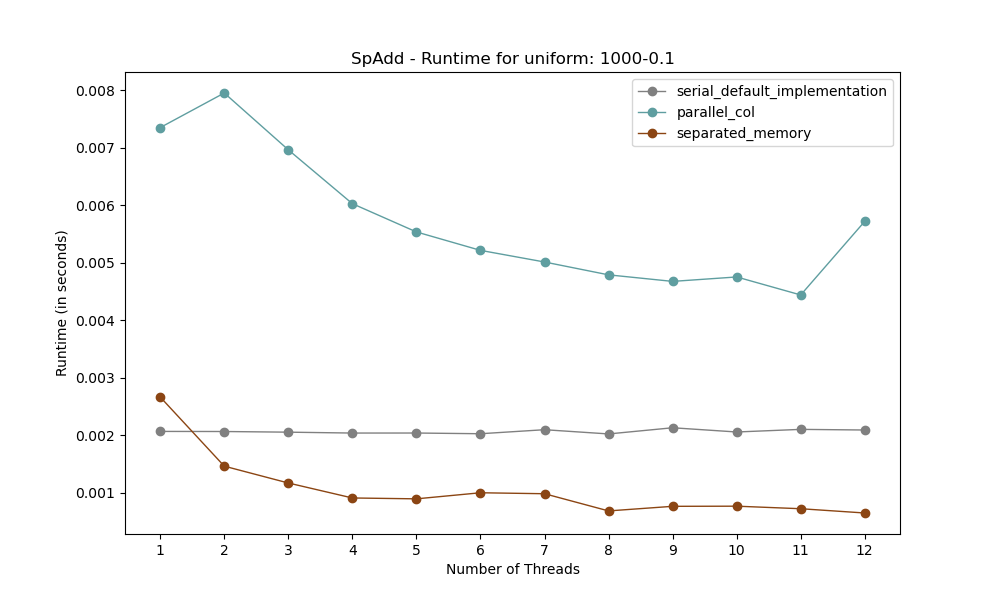 SpAdd - Runtime for uniform: 1000-0.1
serial_default_implementation
parallel_col
separated_memory
Runtime (in seconds)
0.008
0.007
0.006
0.005
0.004
0.003
0.002
0.001
1 2 3 4 5 6 7 8 9 10 11 12
Number of Threads